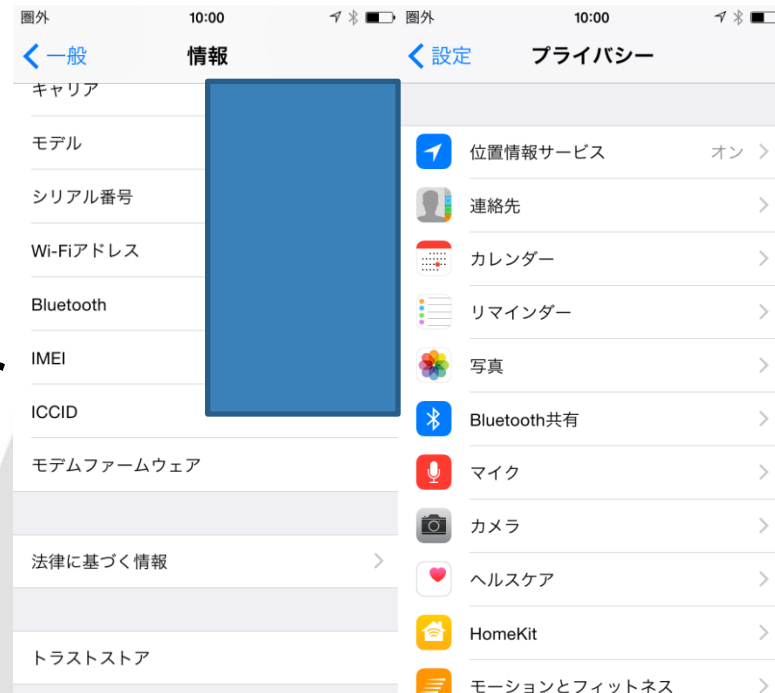 圏外 10:00
一般 情報
キャリア
モデル
シリアル番号
Wi-Fiアドレス
Bluetooth
IMEI
ICCID
モデムファームウェア
法律に基づく情報
トラストストア
圏外 10:00
設定 プライバシー
位置情報サービス オン
連絡先
カレンダー
リマインダー
写真
Bluetooth共有
マイク
カメラ
ヘルスケア
HomeKit
モーションとフィットネス